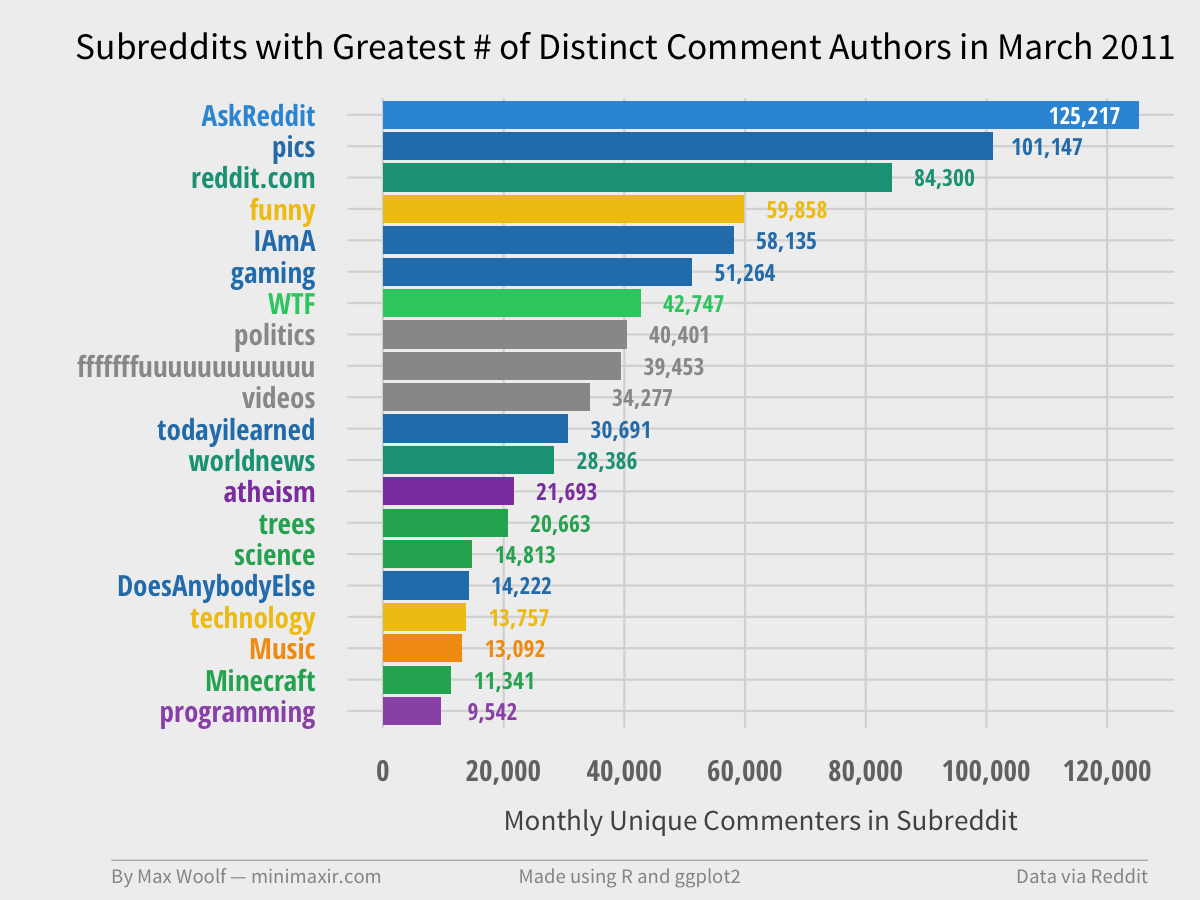 Subreddits with Greatest # of Distinct Comment Authors in March 2011
AskReddit 125,217
pics 101,147
reddit.com 84,300
funny 59,858
IAmA 58,135
gaming 51,264
WTF 42,747
politics 40,401
fffffffuuuuuuuuuuuu 39,453
videos 34,277
todayilearned 30,691
worldnews 28,386
atheism 21,693
trees 20,663
science 14,813
DoesAnybodyElse 14,222
technology 13,757
Music 13,092
Minecraft 11,341
programming 9,542
0 20,000 40,000 60,000 80,000 100,000 120,000
Monthly Unique Commenters in Subreddit
By Max Woolf — minimaxir.com Made using R and ggplot2 Data via Reddit